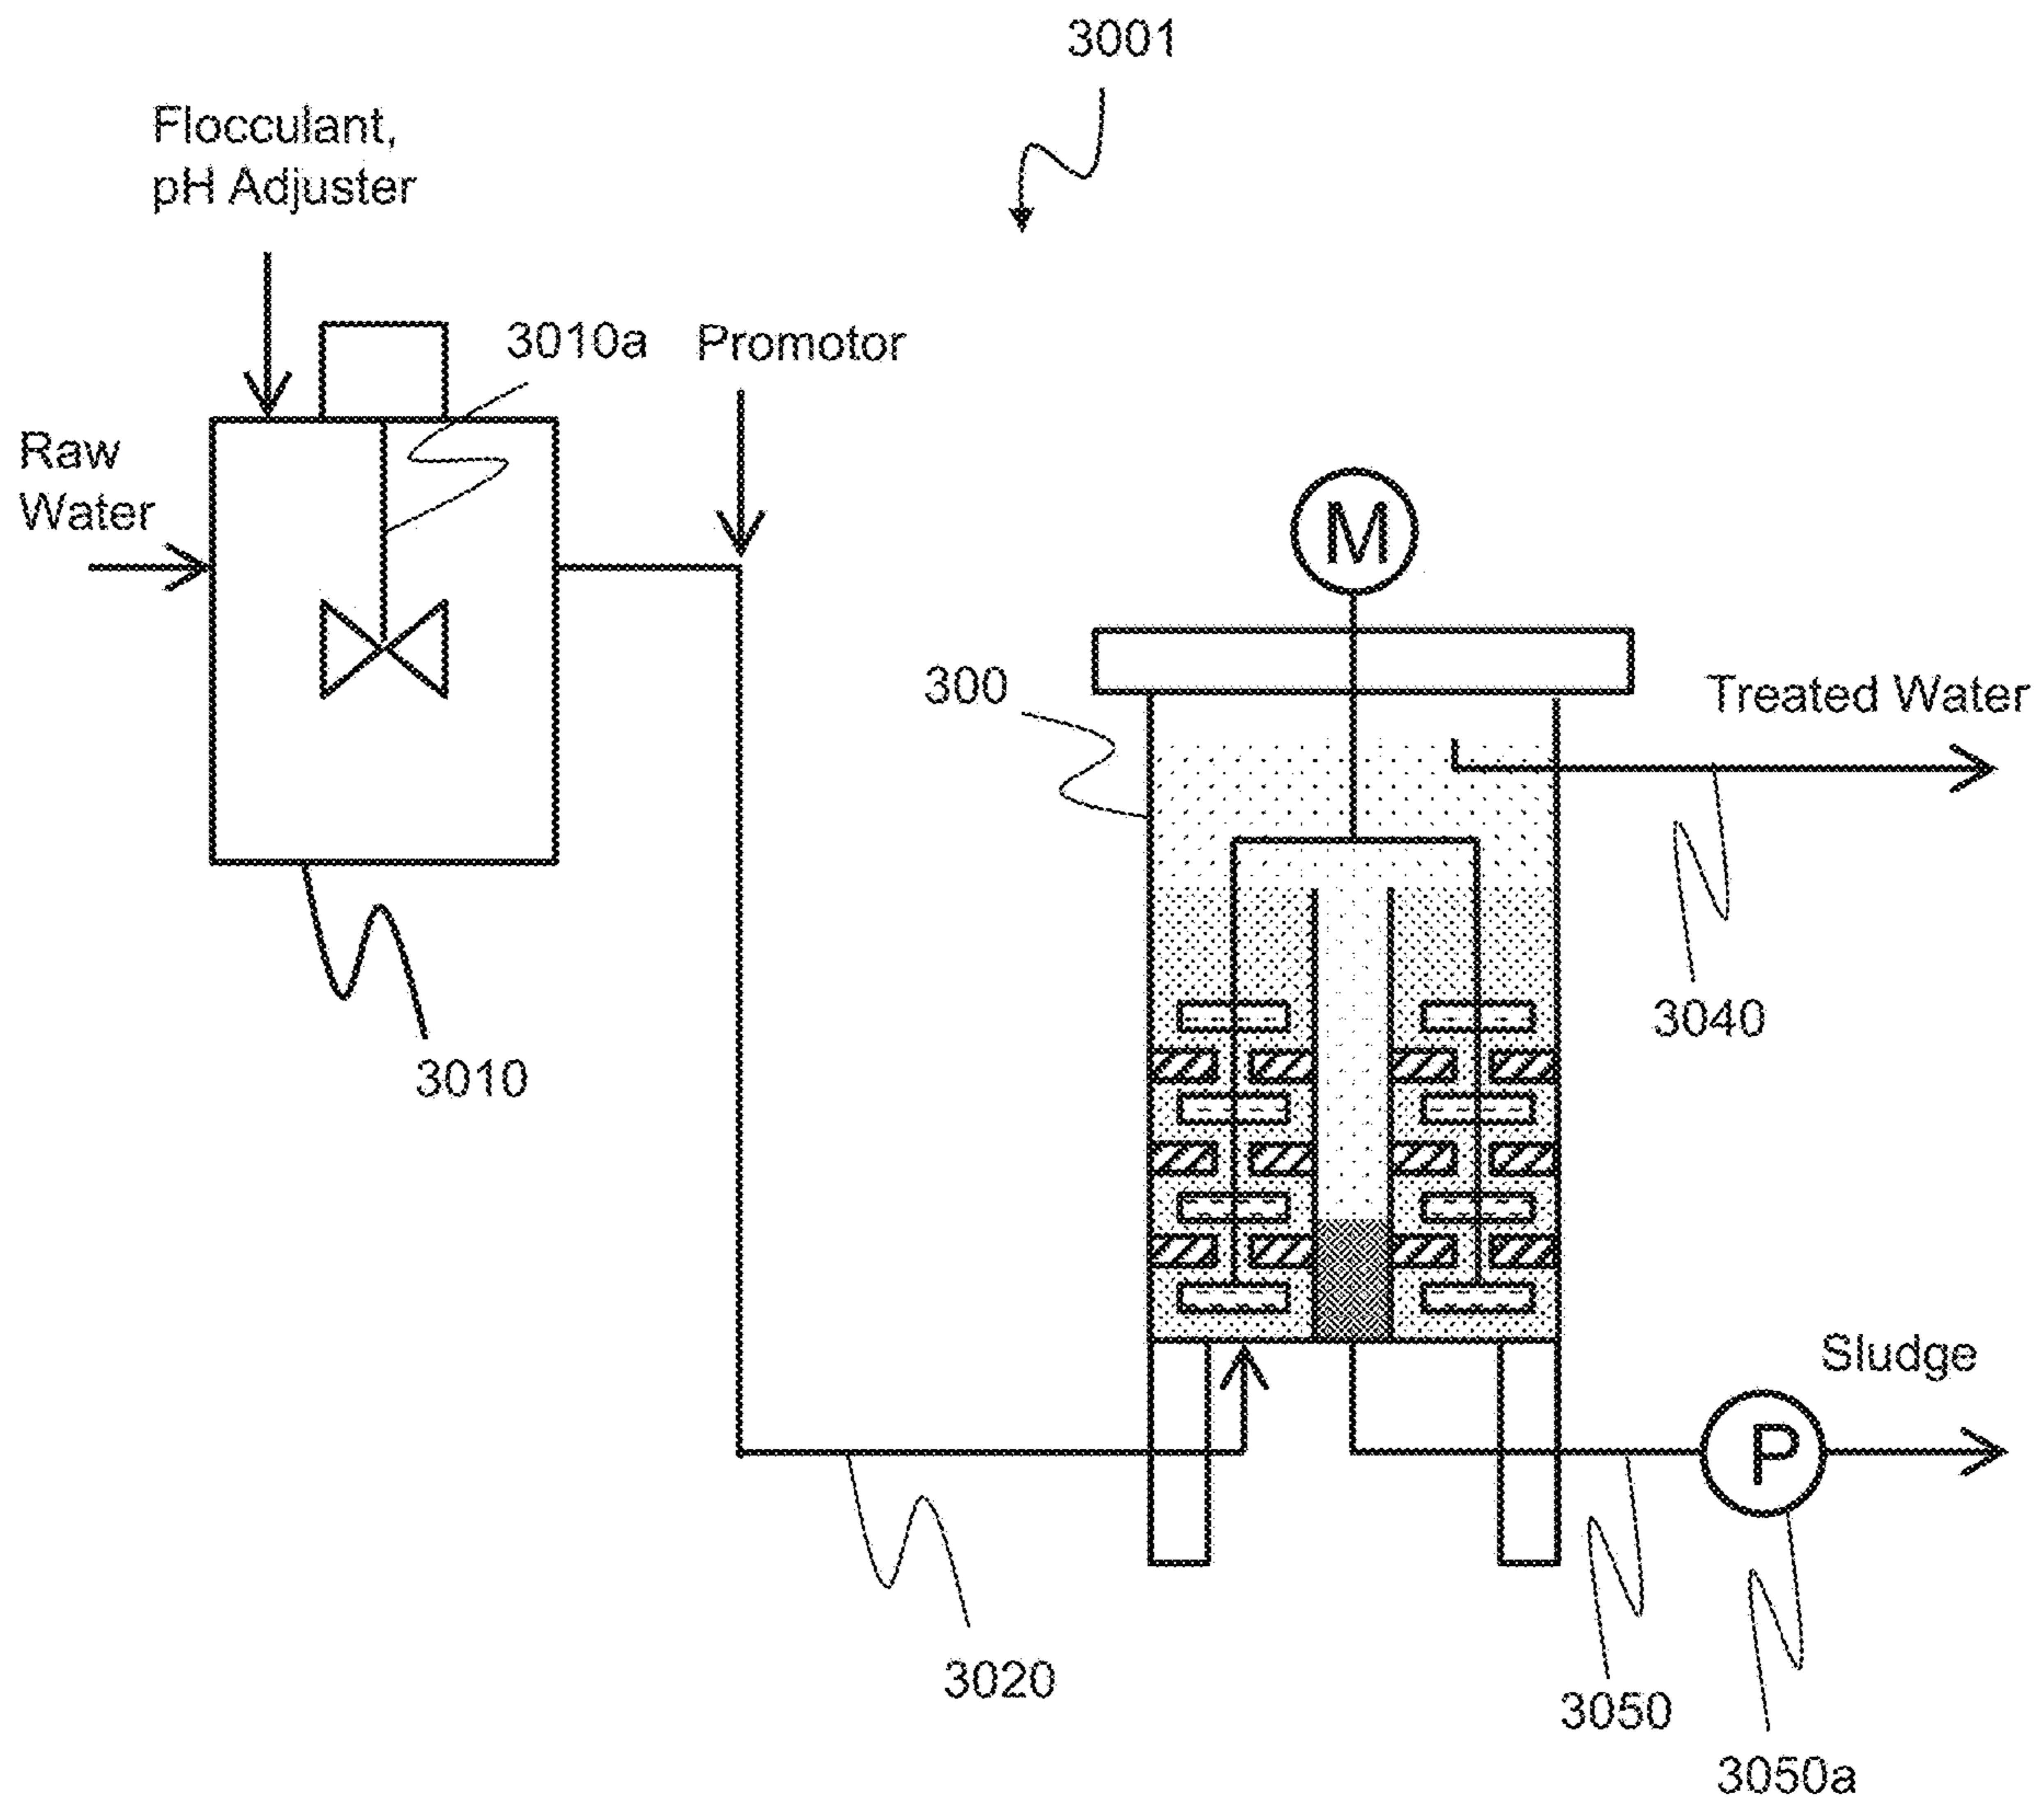 3001
Flocculant,
pH Adjuster
3010a
Promotor
Raw
Water
M
300
Treated Water
3040
3010
Sludge
P
3020
3050
3050a